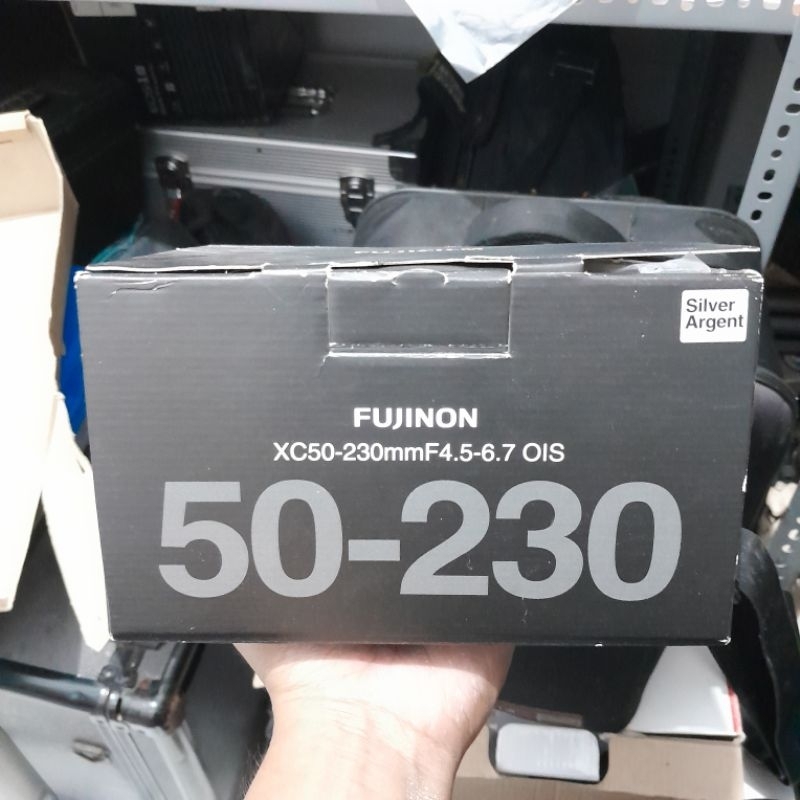 Silver
Argent
FUJINON
XC50-230mmF4.5-6.7 OIS
50-230